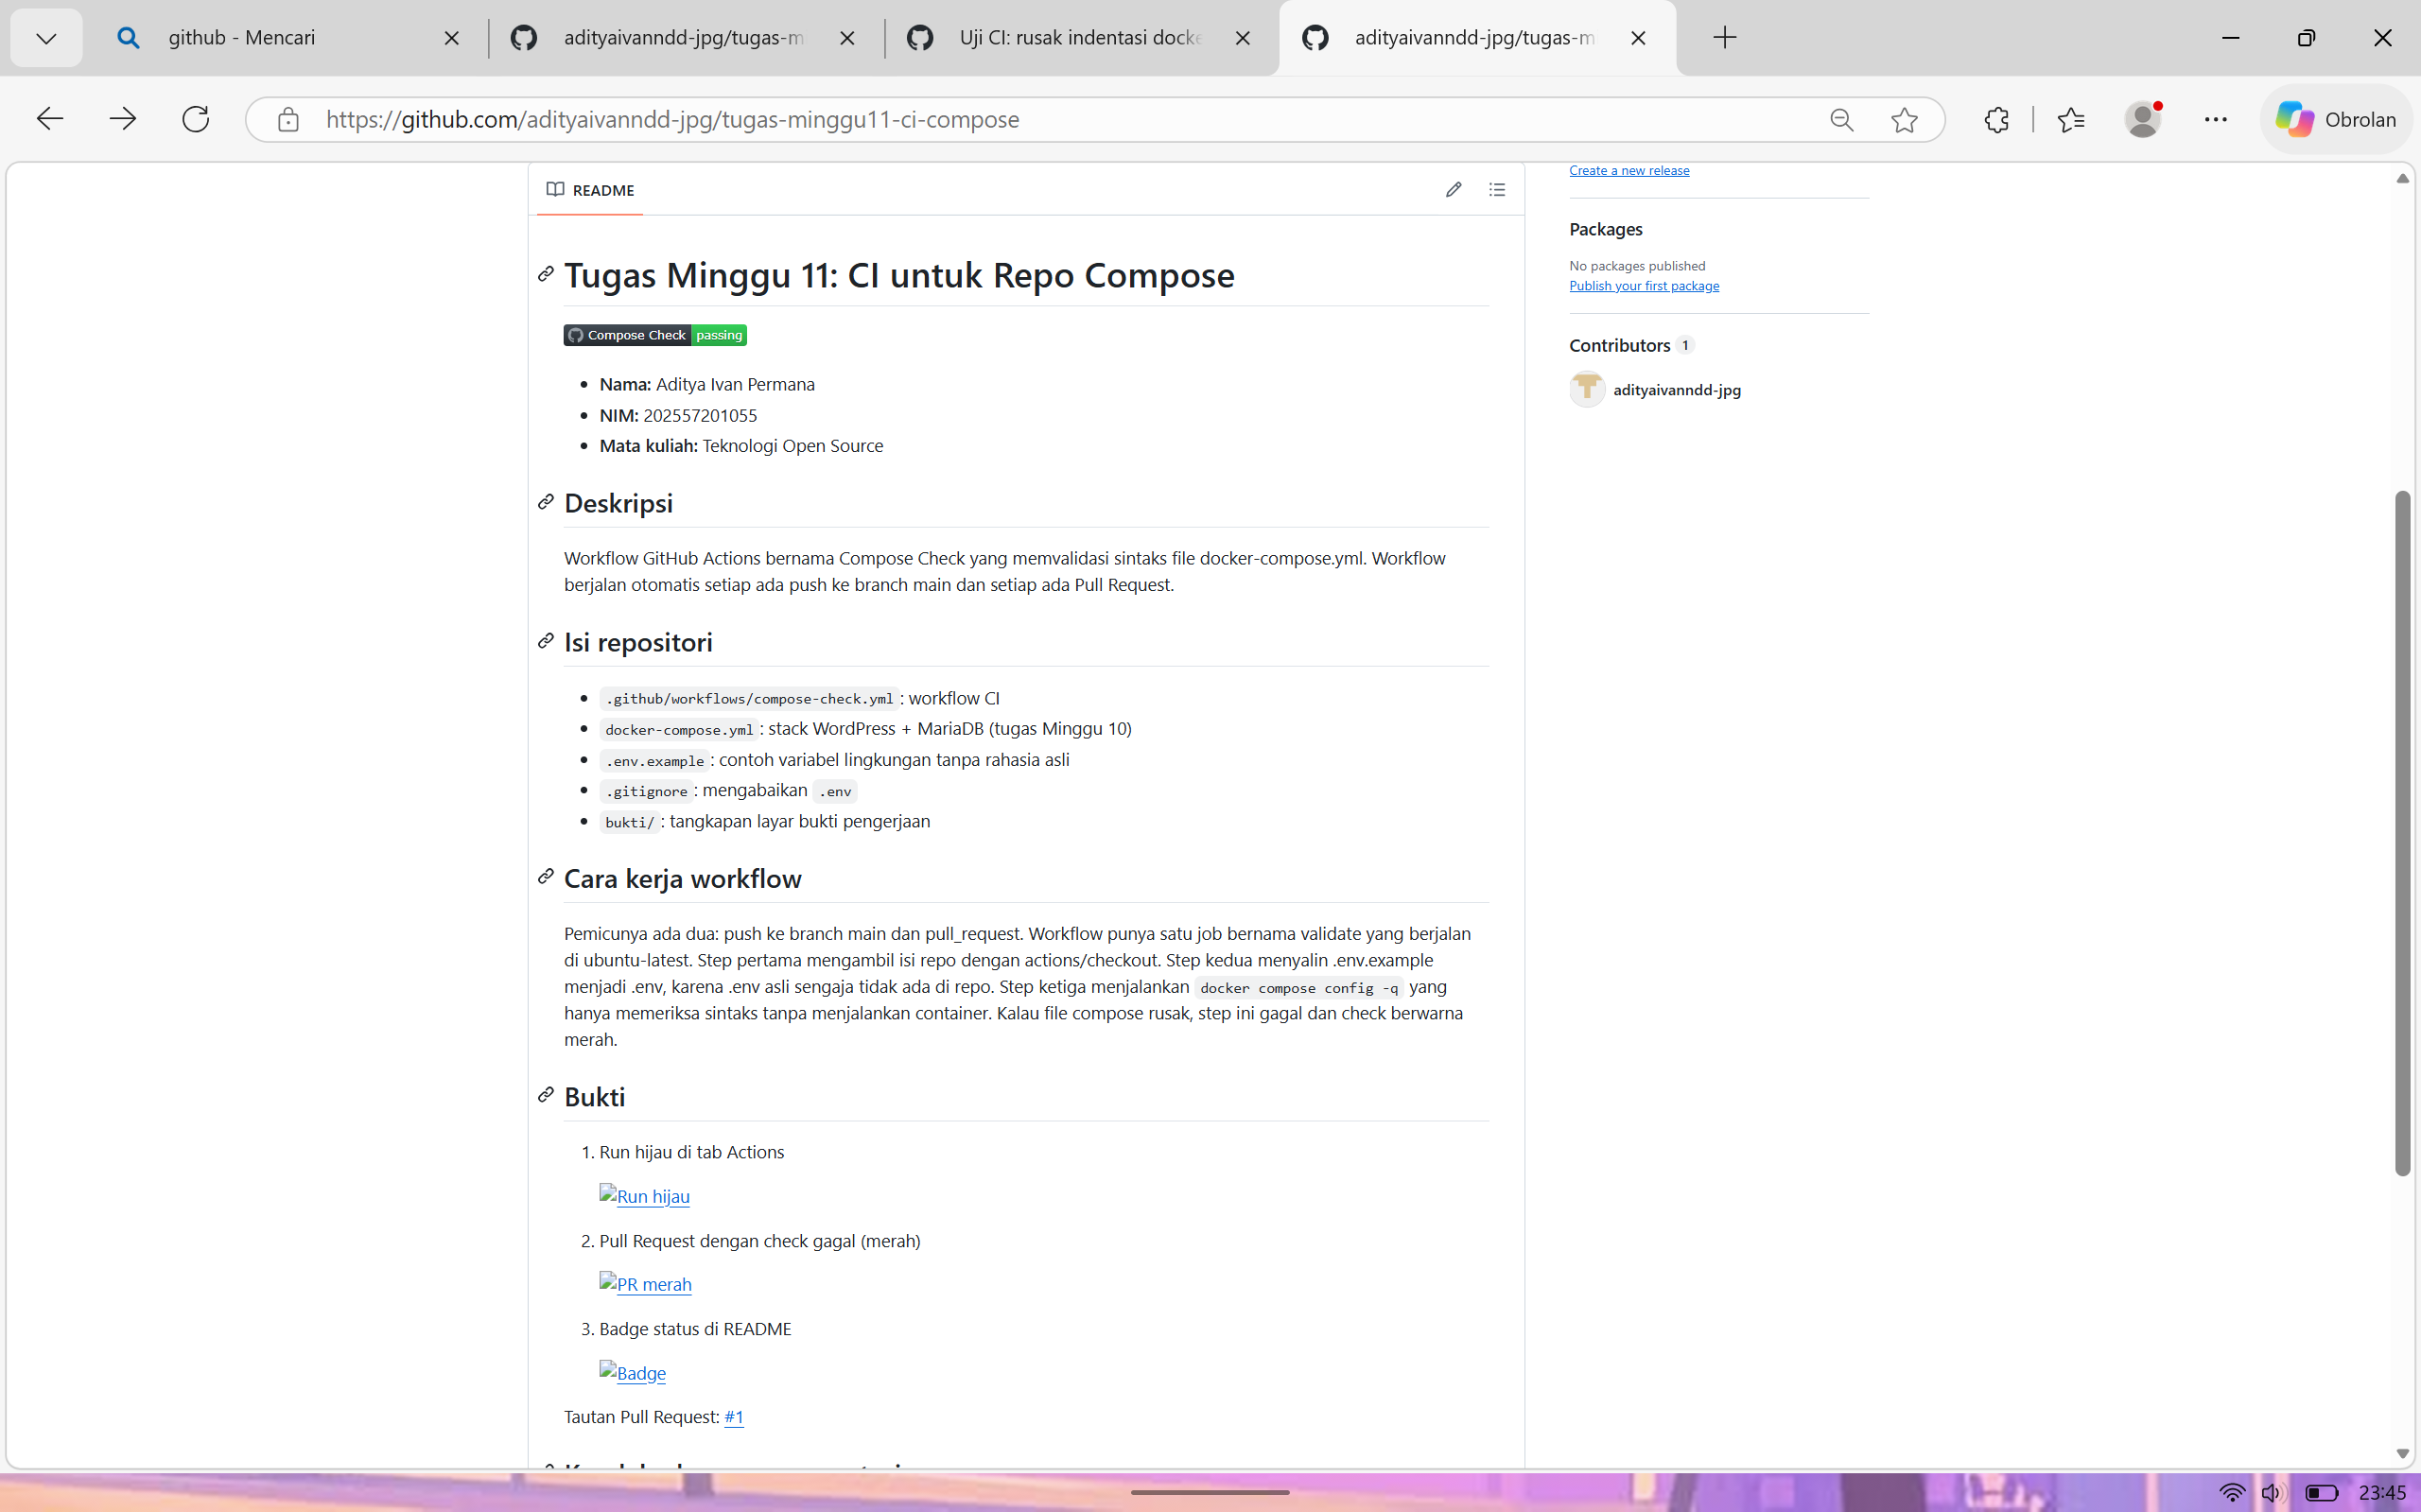 github - Mencari
adityaivanndd-jpg/tugas-m
Uji CI: rusak indentasi docke
adityaivanndd-jpg/tugas-m
https://github.com/adityaivanndd-jpg/tugas-minggu11-ci-compose
Obrolan
README
Create a new release
Packages
No packages published
Publish your first package
Contributors 1
adityaivanndd-jpg
Tugas Minggu 11: CI untuk Repo Compose
Compose Check passing
Nama: Aditya Ivan Permana
NIM: 202557201055
Mata kuliah: Teknologi Open Source
Deskripsi
Workflow GitHub Actions bernama Compose Check yang memvalidasi sintaks file docker-compose.yml. Workflow
berjalan otomatis setiap ada push ke branch main dan setiap ada Pull Request.
Isi repositori
.github/workflows/compose-check.yml : workflow CI
docker-compose.yml : stack WordPress + MariaDB (tugas Minggu 10)
.env.example : contoh variabel lingkungan tanpa rahasia asli
.gitignore : mengabaikan .env
bukti/ : tangkapan layar bukti pengerjaan
Cara kerja workflow
Pemicunya ada dua: push ke branch main dan pull_request. Workflow punya satu job bernama validate yang berjalan
di ubuntu-latest. Step pertama mengambil isi repo dengan actions/checkout. Step kedua menyalin .env.example
menjadi .env, karena .env asli sengaja tidak ada di repo. Step ketiga menjalankan docker compose config -q yang
hanya memeriksa sintaks tanpa menjalankan container. Kalau file compose rusak, step ini gagal dan check berwarna
merah.
Bukti
1. Run hijau di tab Actions
Run hijau
2. Pull Request dengan check gagal (merah)
PR merah
3. Badge status di README
Badge
Tautan Pull Request: #1
23:45